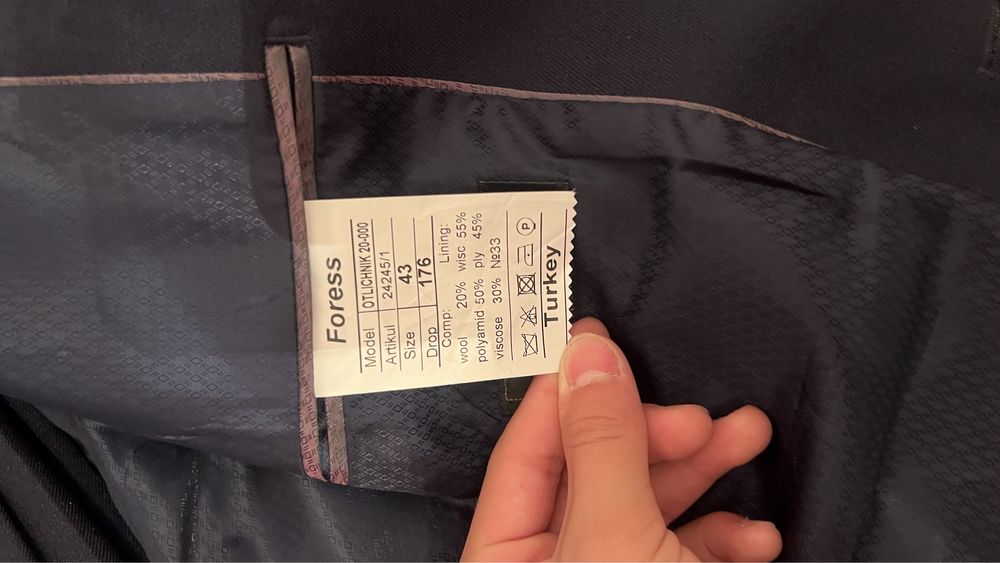 Foress
Model OTLICHNIK 20-000
Artikul 24245/1
Size 43
Drop 176
Comp: Lining:
wool 20% wisc 55%
polyamid 50% ply 45%
viscose 30% №33
P
Turkey